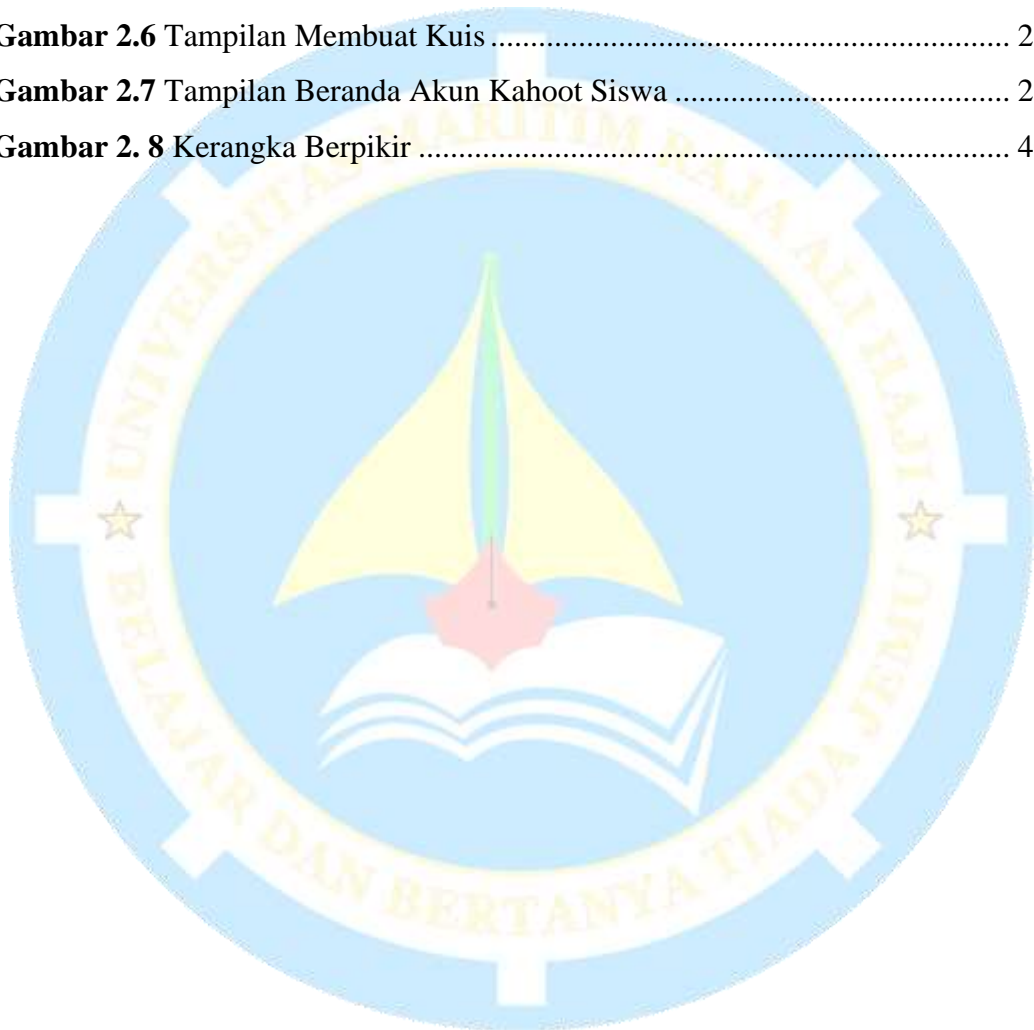 Gambar 2.6 Tampilan Membuat Kuis ........................................................ 2
Gambar 2.7 Tampilan Beranda Akun Kahoot Siswa .................................... 2
Gambar 2. 8 Kerangka Berpikir ................................................................ 4
UNIVERSITAS MARITIM RAJA ALI HAJI
BELAJAR DAN BERTANYA TIADA JEMU